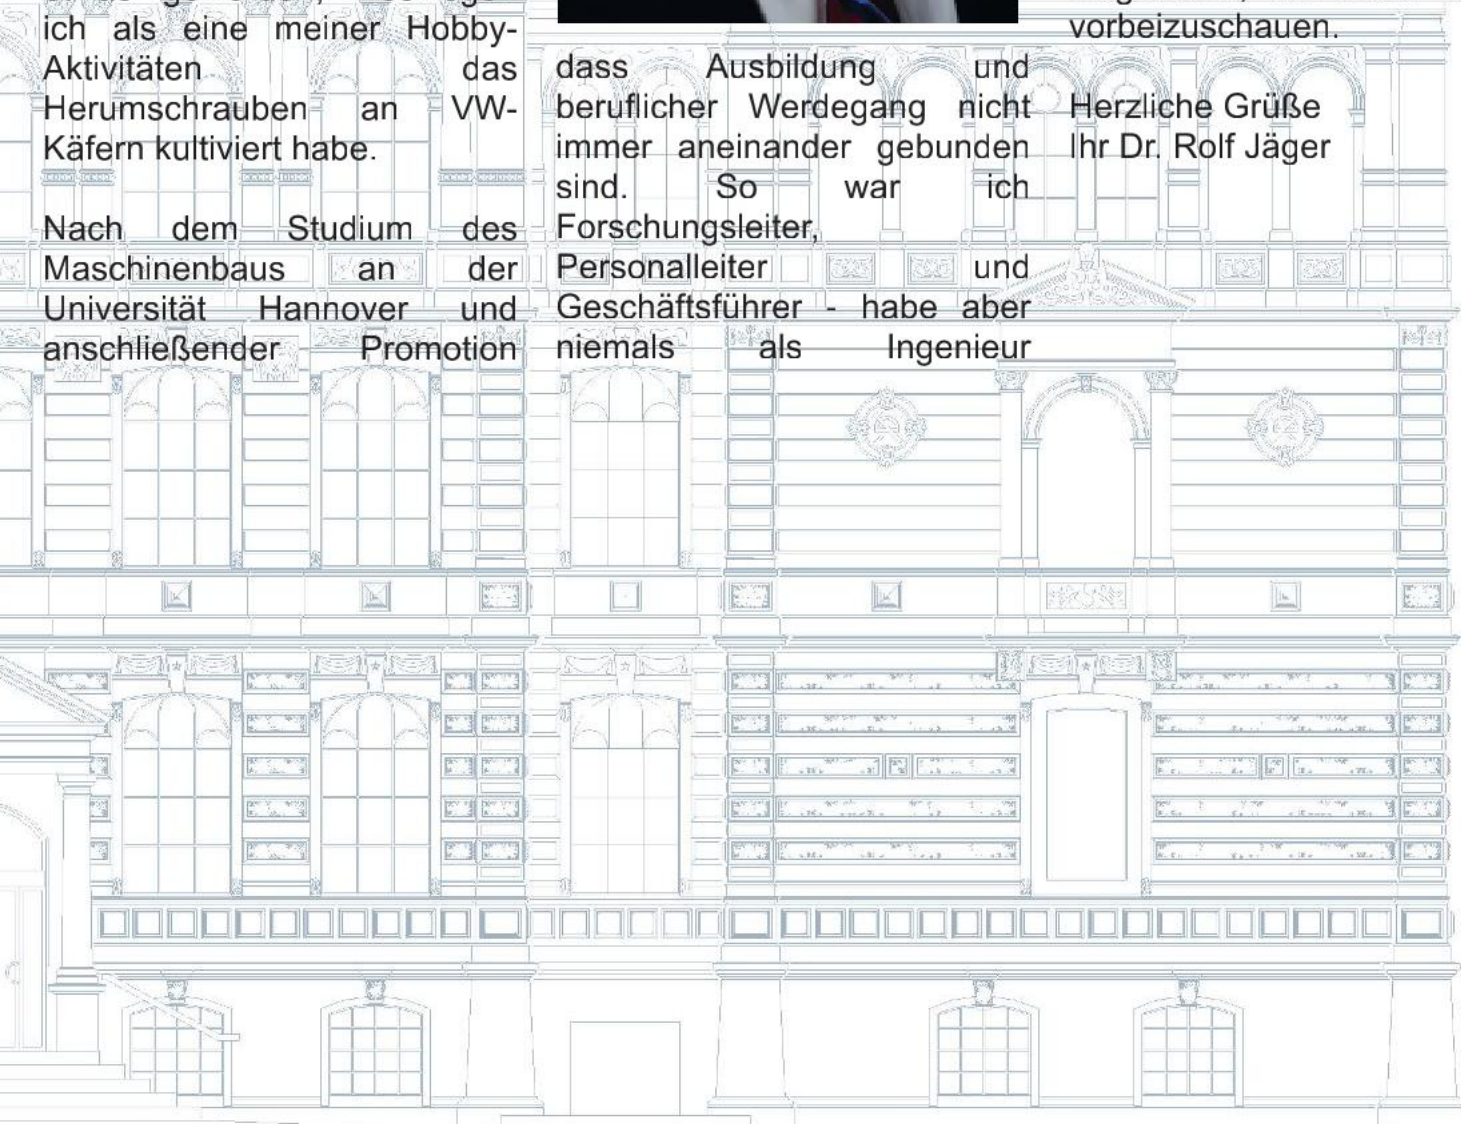 ich als eine meiner Hobby-
Aktivitäten das
Herumschrauben an VW-
Käfern kultiviert habe.
Nach dem Studium des
Maschinenbaus an der
Universität Hannover und
anschließender Promotion
dass Ausbildung und
beruflicher Werdegang nicht
immer aneinander gebunden
sind. So war ich
Forschungsleiter,
Personalleiter und
Geschäftsführer - habe aber
niemals als Ingenieur
vorbeizuschauen.
Herzliche Grüße
Ihr Dr. Rolf Jäger